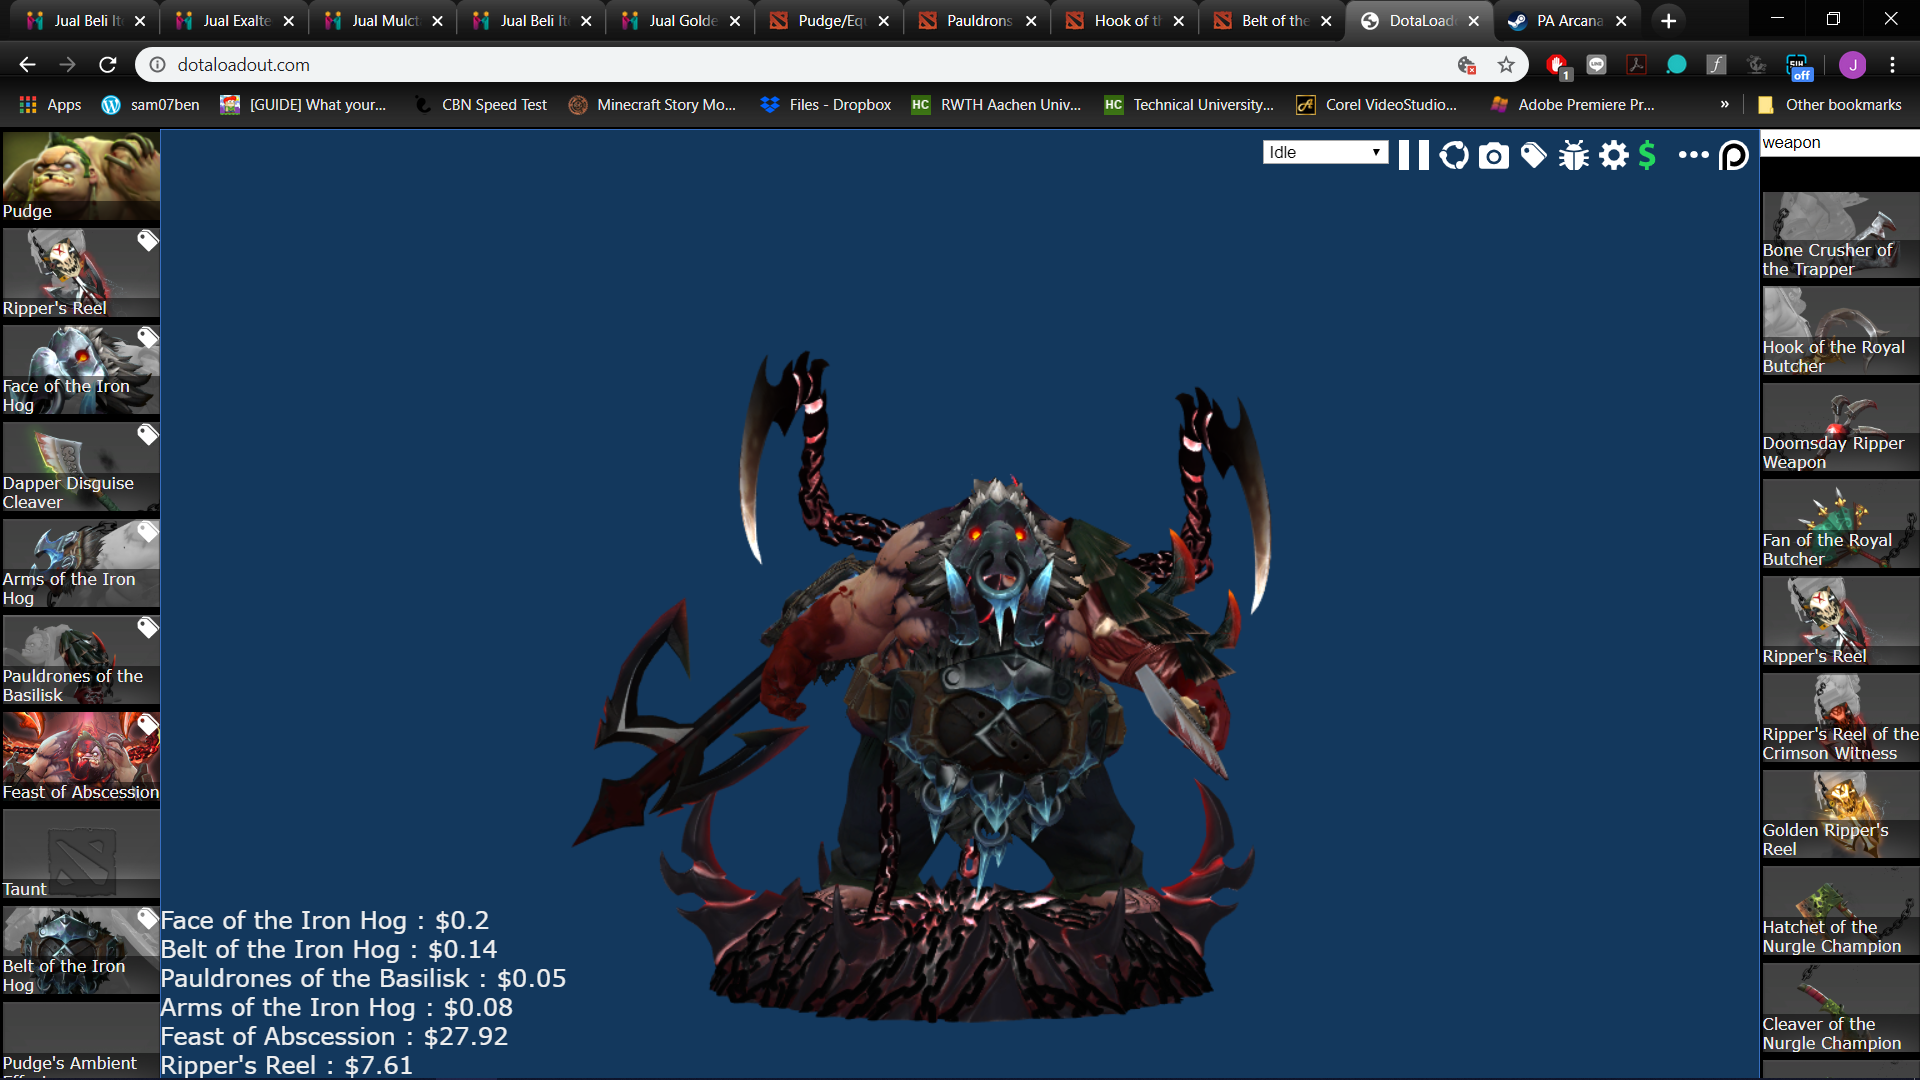 Jual Beli It
Jual Exalte
Jual Mulct
Jual Beli It
Jual Golde
Pudge/Equ
Pauldrons
Hook of th
Belt of the
DotaLoad
PA Arcana
dotaloadout.com
1
off
J
Apps
sam07ben
[GUIDE] What your...
CBN Speed Test
Minecraft Story Mo...
Files - Dropbox
HC
RWTH Aachen Univ...
HC
Technical University...
Corel VideoStudio...
Adobe Premiere Pr...
»
Other bookmarks
Pudge
Ripper's Reel
Face of the Iron
Hog
Dapper Disguise
Cleaver
Arms of the Iron
Hog
Pauldrones of the
Basilisk
Feast of Abscession
Taunt
Belt of the Iron
Hog
Pudge's Ambient
Idle
$
Face of the Iron Hog : $0.2
Belt of the Iron Hog : $0.14
Pauldrones of the Basilisk : $0.05
Arms of the Iron Hog : $0.08
Feast of Abscession : $27.92
Ripper's Reel : $7.61
weapon
Bone Crusher of
the Trapper
Hook of the Royal
Butcher
Doomsday Ripper
Weapon
Fan of the Royal
Butcher
Ripper's Reel
Ripper's Reel of the
Crimson Witness
Golden Ripper's
Reel
Hatchet of the
Nurgle Champion
Cleaver of the
Nurgle Champion